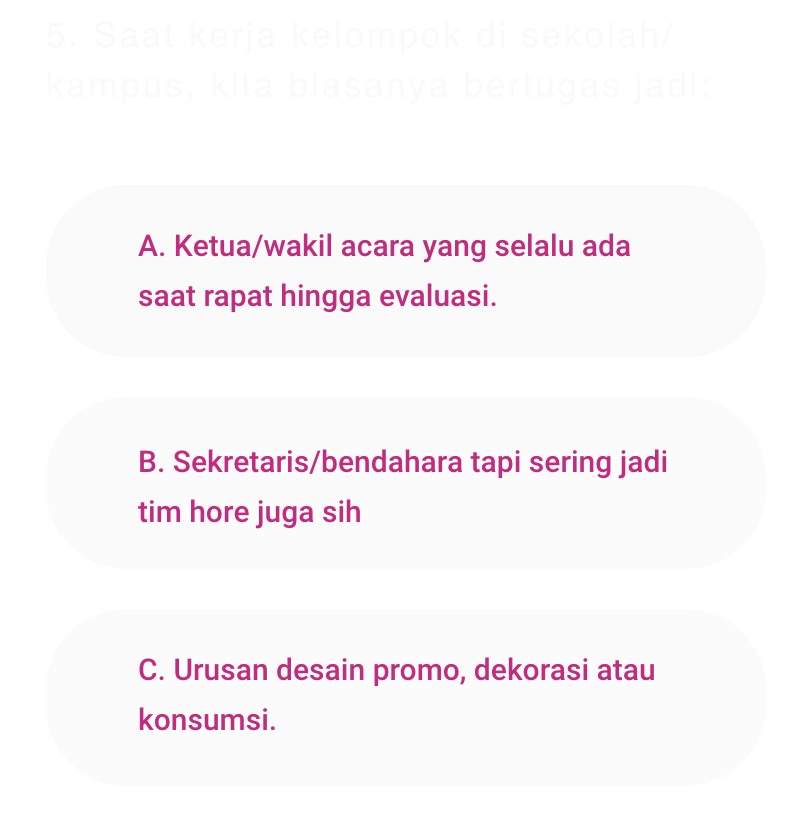 5. Saat kerja kelompok di sekolah/
kampus, kita biasanya bertugas jadi:
A. Ketua/wakil acara yang selalu ada
saat rapat hingga evaluasi.
B. Sekretaris/bendahara tapi sering jadi
tim hore juga sih
C. Urusan desain promo, dekorasi atau
konsumsi.